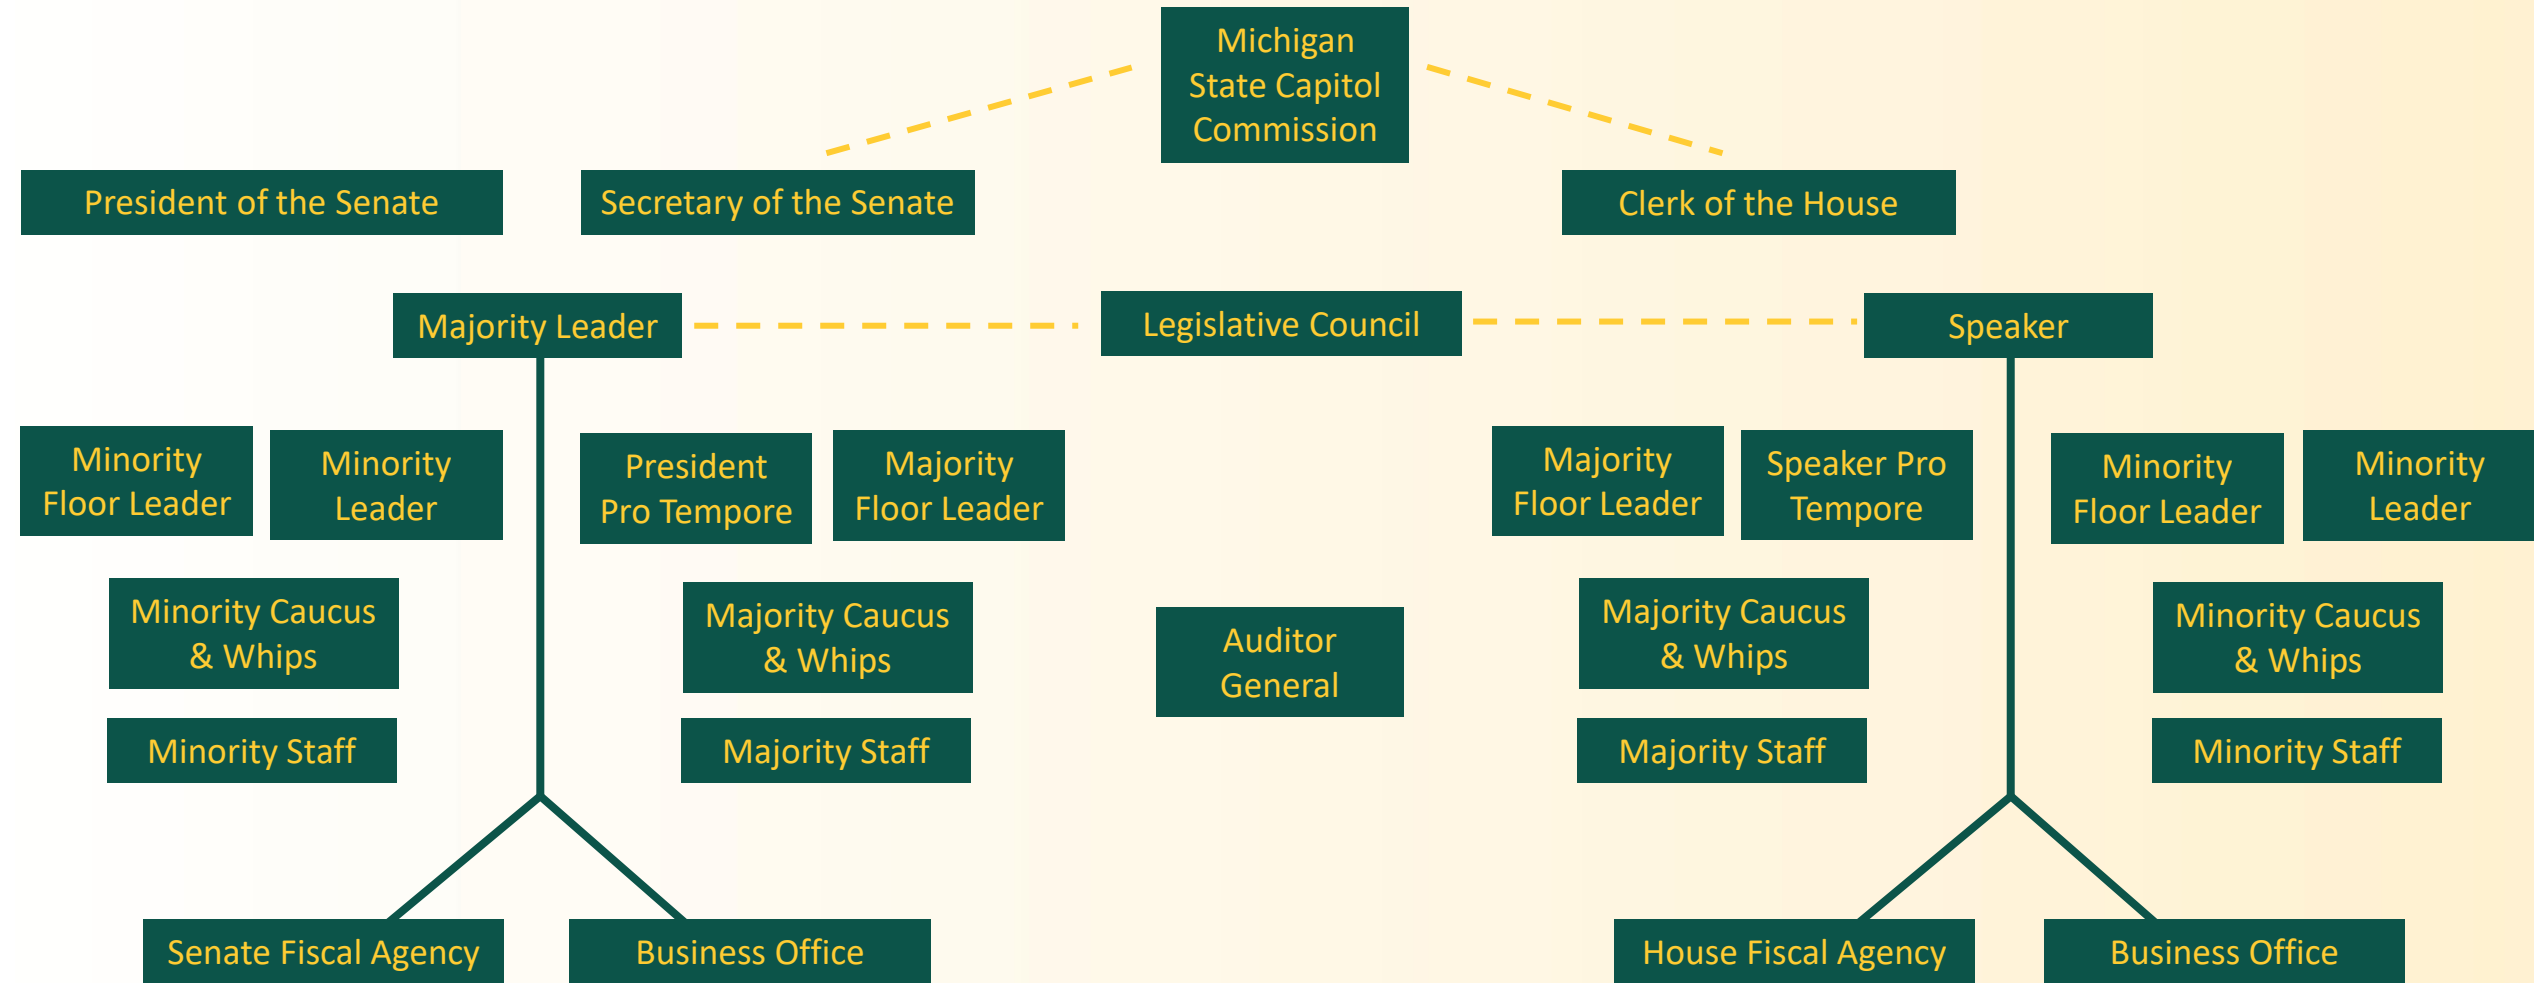 Michigan
State Capitol
Commission
President of the Senate
Secretary of the Senate
Clerk of the House
Majority Leader
Legislative Council
Speaker
Minority
Floor Leader
Minority
Leader
President
Pro Tempore
Majority
Floor Leader
Majority
Floor Leader
Speaker Pro
Tempore
Minority
Floor Leader
Minority
Leader
Minority Caucus
& Whips
Majority Caucus
& Whips
Auditor
General
Majority Caucus
& Whips
Minority Caucus
& Whips
Minority Staff
Majority Staff
Majority Staff
Minority Staff
Senate Fiscal Agency
Business Office
House Fiscal Agency
Business Office